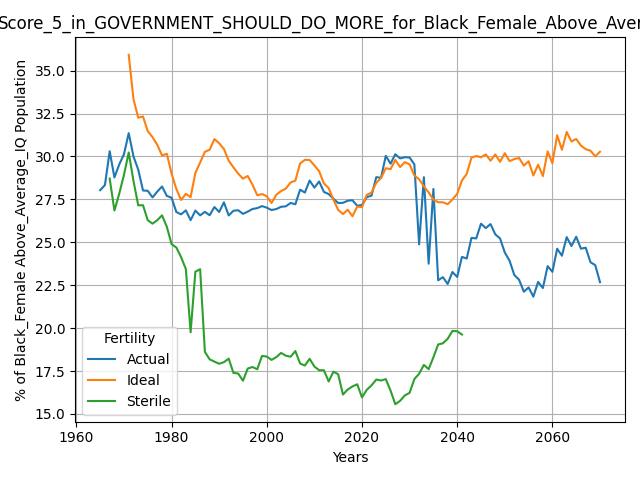 Score_5_in_GOVERNMENT_SHOULD_DO_MORE_for_Black_Female_Above_Aver
% of Black_Female Above_Average_IQ Population
35.0
32.5
30.0
27.5
25.0
22.5
20.0
17.5
15.0
Fertility
Actual
Ideal
Sterile
1960
1980
2000
2020
2040
2060
Years